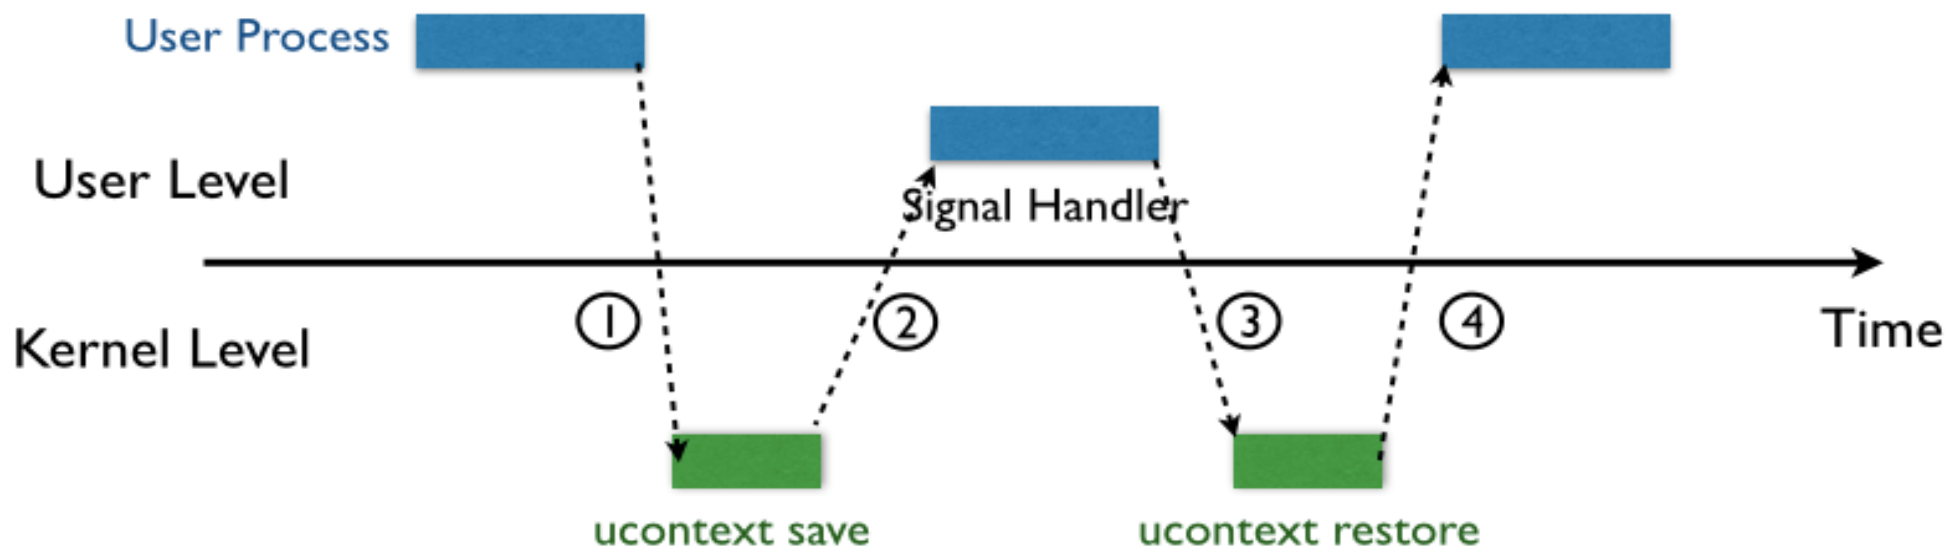 User Process
User Level
Signal Handler
① ② ③ ④
Kernel Level
Time
ucontext save
ucontext restore